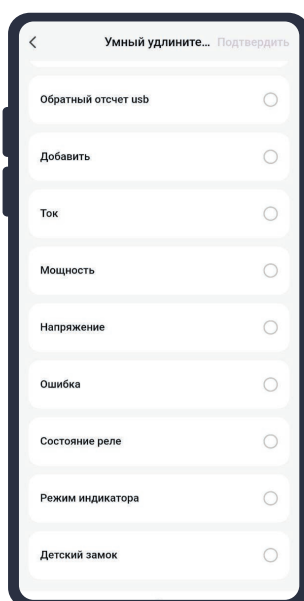 Умный удлините... Подтвердить
Обратный отсчет usb
Добавить
Ток
Мощность
Напряжение
Ошибка
Состояние реле
Режим индикатора
Детский замок